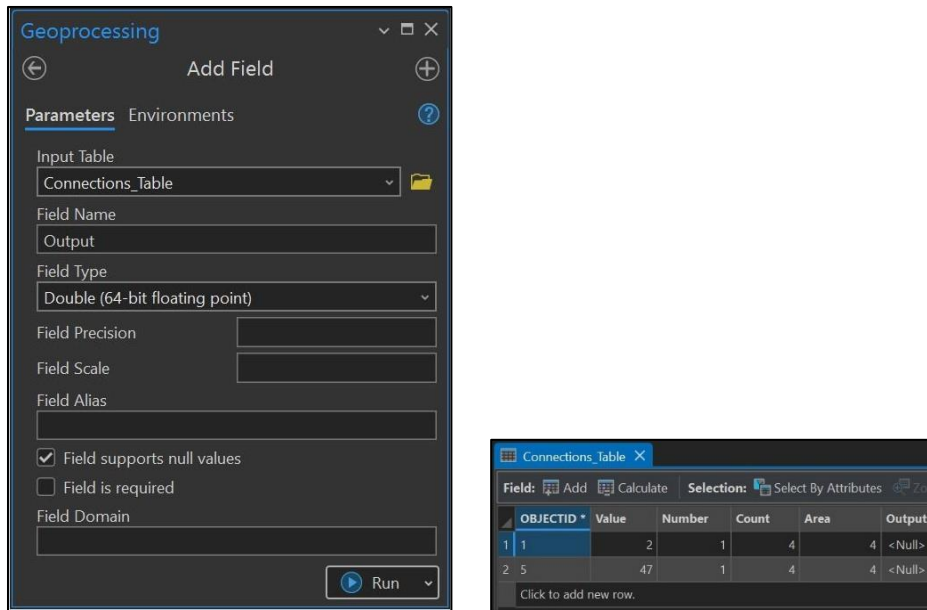 Geoprocessing
Add Field
Parameters Environments
Input Table
Connections_Table
Field Name
Output
Field Type
Double (64-bit floating point)
Field Precision
Field Scale
Field Alias
Field supports null values
Field is required
Field Domain
Run
Connections_Table
Field: Add Calculate Selection: Select By Attributes
OBJECTID * Value Number Count Area Output
1 1 2 1 4 4 <Null>
2 5 47 1 4 4 <Null>
Click to add new row.